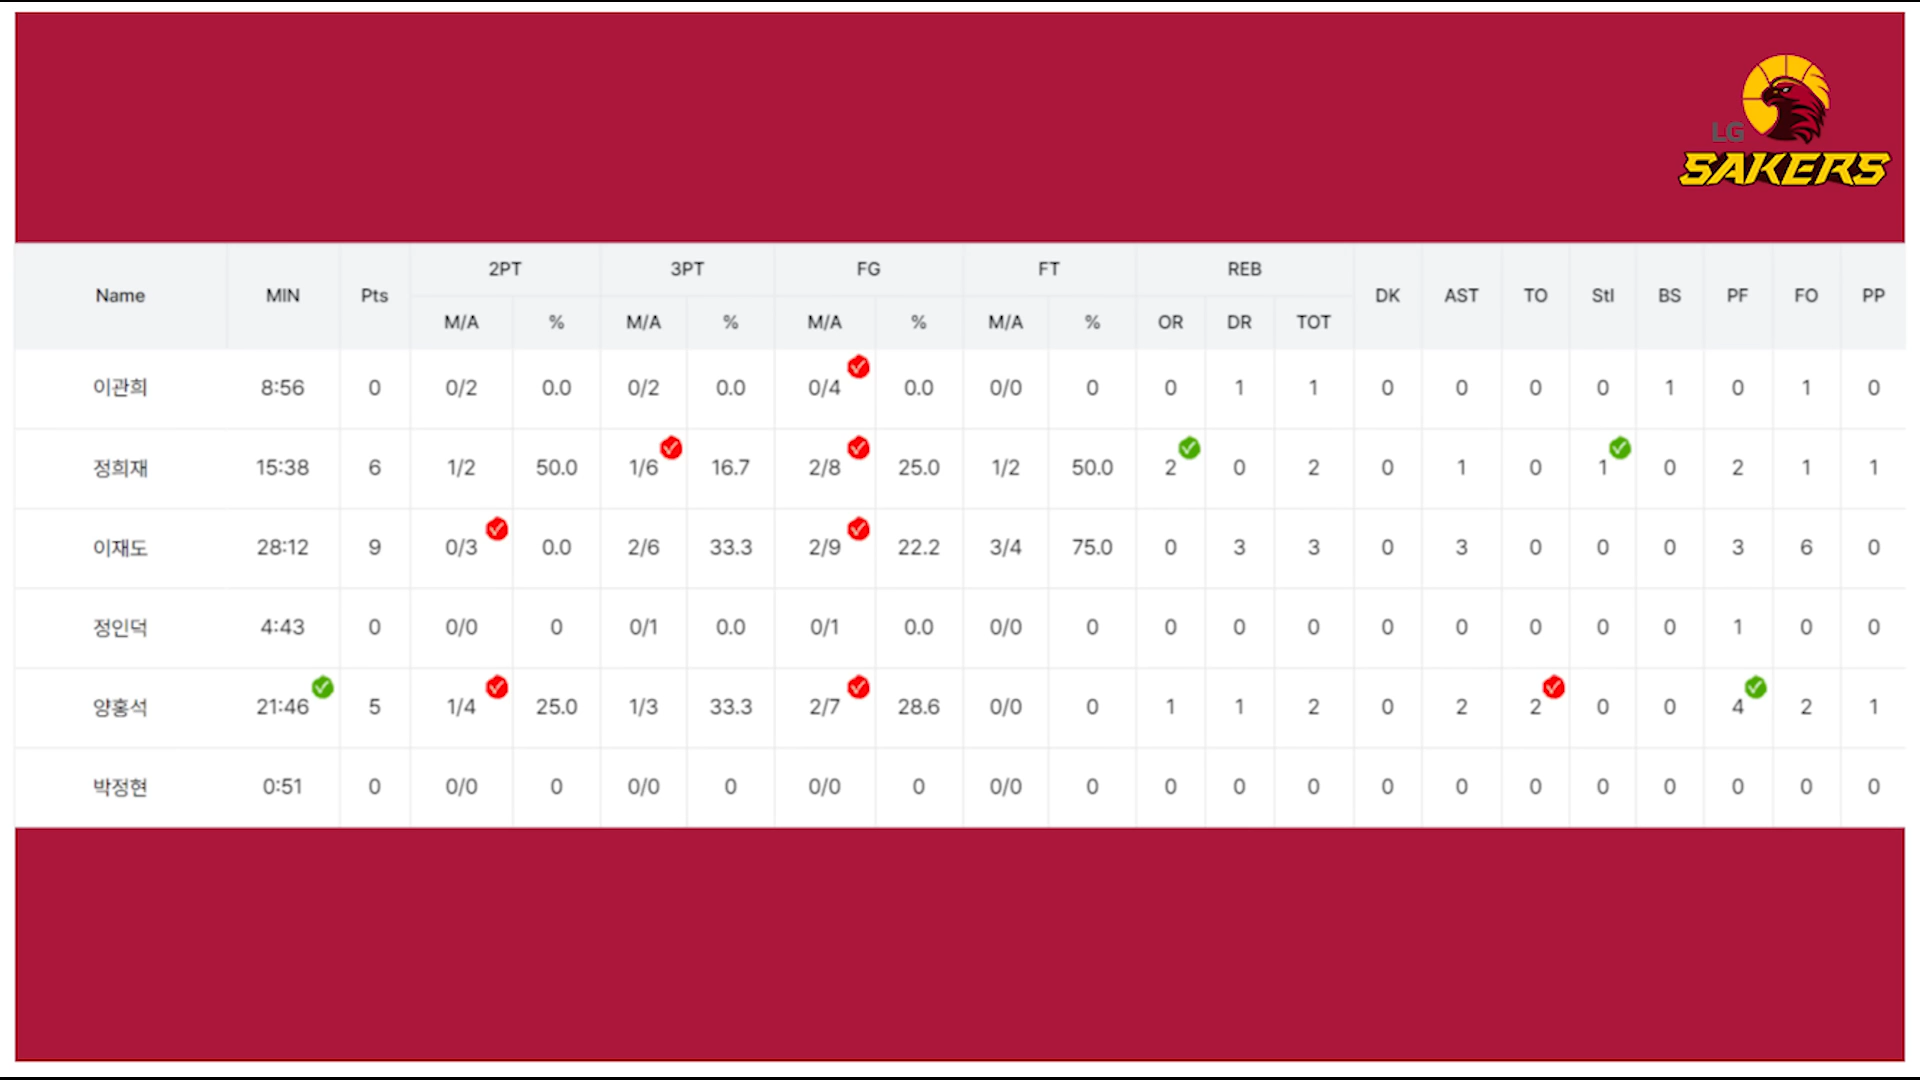 LG
SAKERS
Name MIN Pts 2PT 3PT FG FT REB DK AST TO Stl BS PF FO PP
M/A % M/A % M/A % M/A % OR DR TOT
이관희 8:56 0 0/2 0.0 0/2 0.0 0/4 0.0 0/0 0 0 1 1 0 0 0 0 1 0 1 0
정희재 15:38 6 1/2 50.0 1/6 16.7 2/8 25.0 1/2 50.0 2 0 2 0 1 0 1 0 2 1 1
이재도 28:12 9 0/3 0.0 2/6 33.3 2/9 22.2 3/4 75.0 0 3 3 0 3 0 0 0 3 6 0
정인덕 4:43 0 0/0 0 0/1 0.0 0/1 0.0 0/0 0 0 0 0 0 0 0 0 0 1 0 0
양홍석 21:46 5 1/4 25.0 1/3 33.3 2/7 28.6 0/0 0 1 1 2 0 2 2 0 0 4 2 1
박정현 0:51 0 0/0 0 0/0 0 0/0 0 0/0 0 0 0 0 0 0 0 0 0 0 0 0